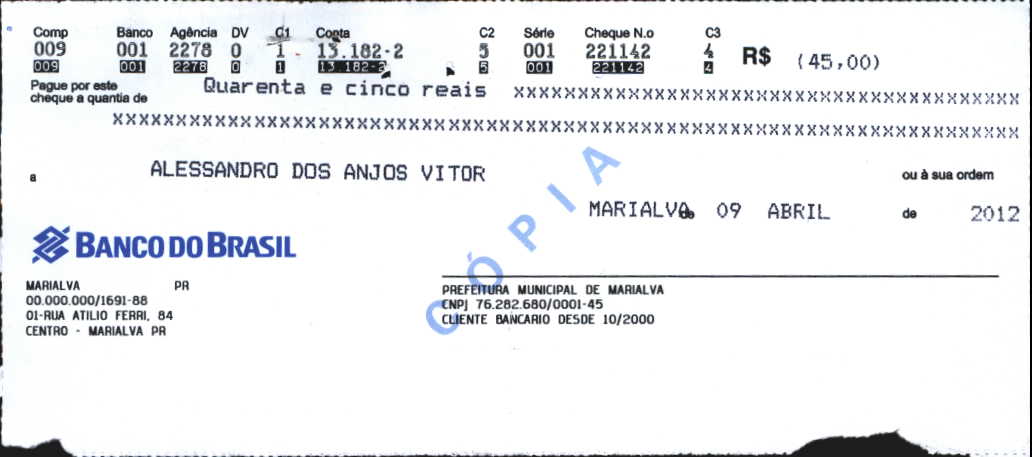 Comp Banco Agência DV C1 Conta C2 Série Cheque N.o C3
009 001 2278 0 1 13.182-2 5 001 221142 4 R$ (45,00)
009 001 2278 0 1 13 182-2 5 001 221142 4
Pague por este
cheque a quantia de Quarenta e cinco reais XXXXXXXXXXXXXXXXXXXXXXXXXXXXXXXXXXXXXXXX
XXXXXXXXXXXXXXXXXXXXXXXXXXXXXXXXXXXXXXXXXXXXXXXXXXXXXXXXXXXXXXXXXXXXXXX
a ALESSANDRO DOS ANJOS VITOR ou à sua ordem
MARIALVA de 09 ABRIL de 2012
CÓPIA
BANCO DO BRASIL
MARIALVA PR
00.000.000/1691-88
01-RUA ATILIO FERRI, 84
CENTRO - MARIALVA PR
PREFEITURA MUNICIPAL DE MARIALVA
CNPJ 76.282.680/0001-45
CLIENTE BANCARIO DESDE 10/2000